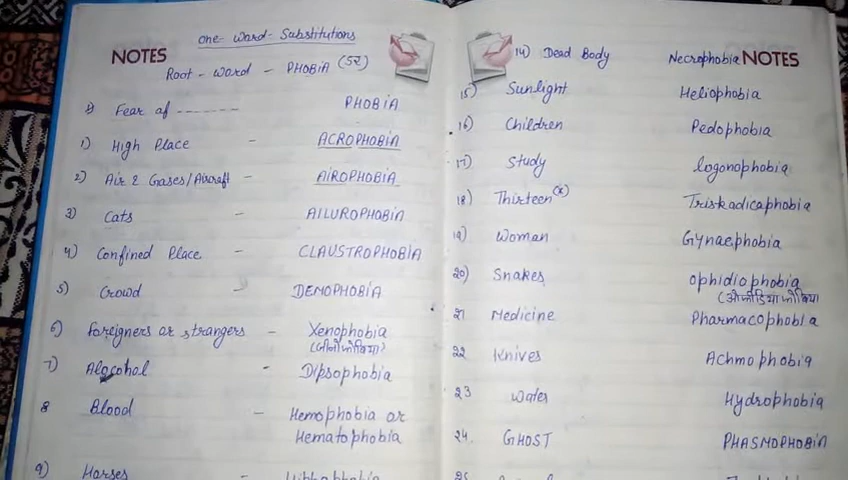 One-Word-Substitutions
NOTES
Root-word - PHOBIA (डर)
Fear of ------- PHOBIA
1) High Place - ACROPHOBIA
2) Air & Gases/Aircraft - AIROPHOBIA
3) Cats - AILUROPHOBIA
4) Confined Place - CLAUSTROPHOBIA
5) Crowd - DEMOPHOBIA
6) Foreigners or strangers - Xenophobia
(जीनोफोबिया)
7) Alocohol - Dipsophobia
8 Blood - Hemophobia or
Hematophobia
9) Horses -
14) Dead Body Necrophobia NOTES
15) Sunlight Heliophobia
16) Children Pedophobia
17) Study logonophobia
18) Thirteen Triskadicaphobia
19) Woman Gynaephobia
20) Snakes ophidiophobia
21 Medicine Pharmacophobia
22 Knives Achmophobia
23 Water Hydrophobia
24. GHOST PHASMOPHOBIA